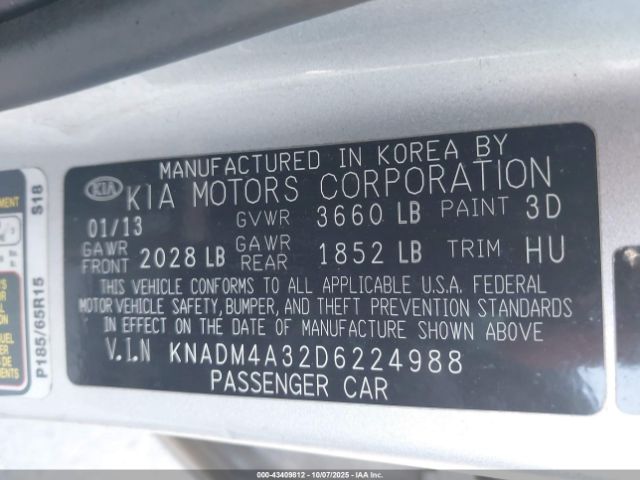 MANUFACTURED IN KOREA BY
KIA KIA MOTORS CORPORATION
01/13 GVWR 3660 LB PAINT 3D
GAWR FRONT 2028 LB GAWR REAR 1852 LB TRIM HU
THIS VEHICLE CONFORMS TO ALL APPLICABLE U.S.A. FEDERAL
MOTOR VEHICLE SAFETY, BUMPER, AND THEFT PREVENTION STANDARDS
IN EFFECT ON THE DATE OF MANUFACTURE SHOWN ABOVE
V.I.N KNADM4A32D6224988
PASSENGER CAR
P185/65R15 S18
000-43409812 - 10/07/2025 - IAA, Inc.